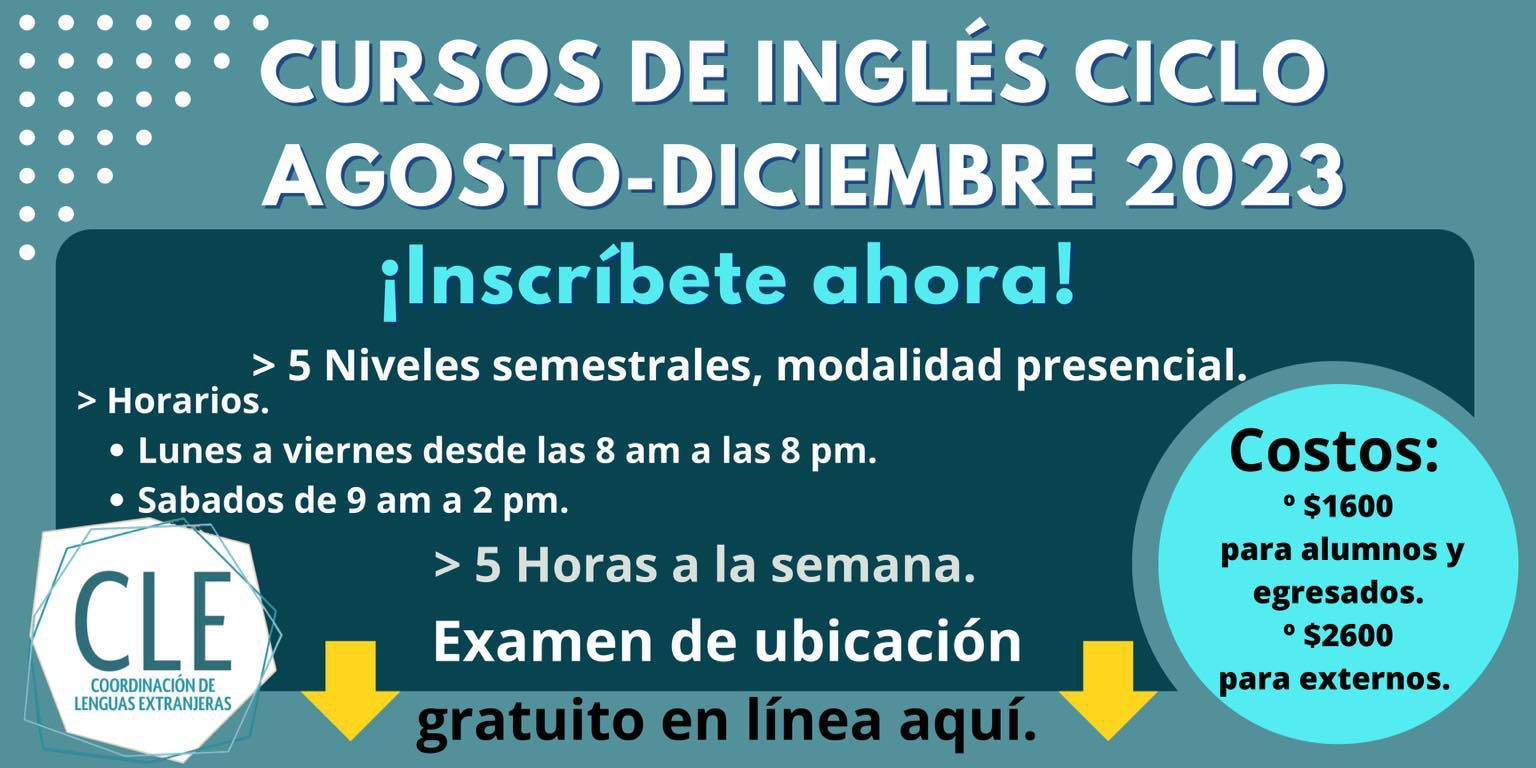 CURSOS DE INGLÉS CICLO
AGOSTO-DICIEMBRE 2023
¡Inscríbete ahora!
> 5 Niveles semestrales, modalidad presencial.
> Horarios.
• Lunes a viernes desde las 8 am a las 8 pm.
• Sabados de 9 am a 2 pm.
> 5 Horas a la semana.
Examen de ubicación
gratuito en línea aquí.
Costos:
º $1600
para alumnos y
egresados.
º $2600
para externos.
CLE
COORDINACIÓN DE
LENGUAS EXTRANJERAS